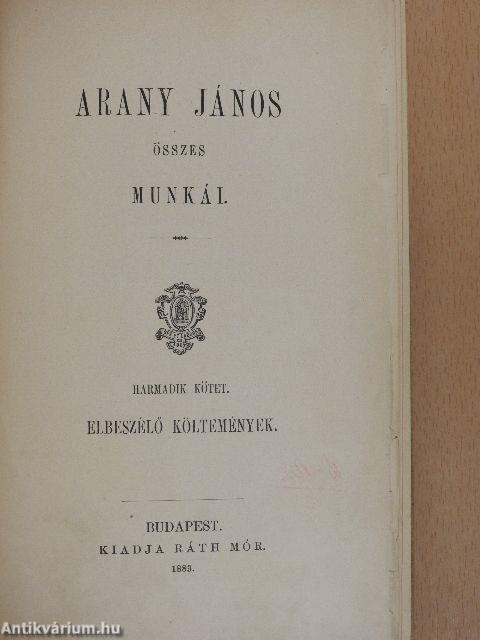 ARANY JÁNOS
ÖSSZES
MUNKÁI.
HARMADIK KÖTET.
ELBESZÉLŐ KÖLTEMÉNYEK.
BUDAPEST.
KIADJA RÁTH MÓR.
1883.
Antikvárium.hu